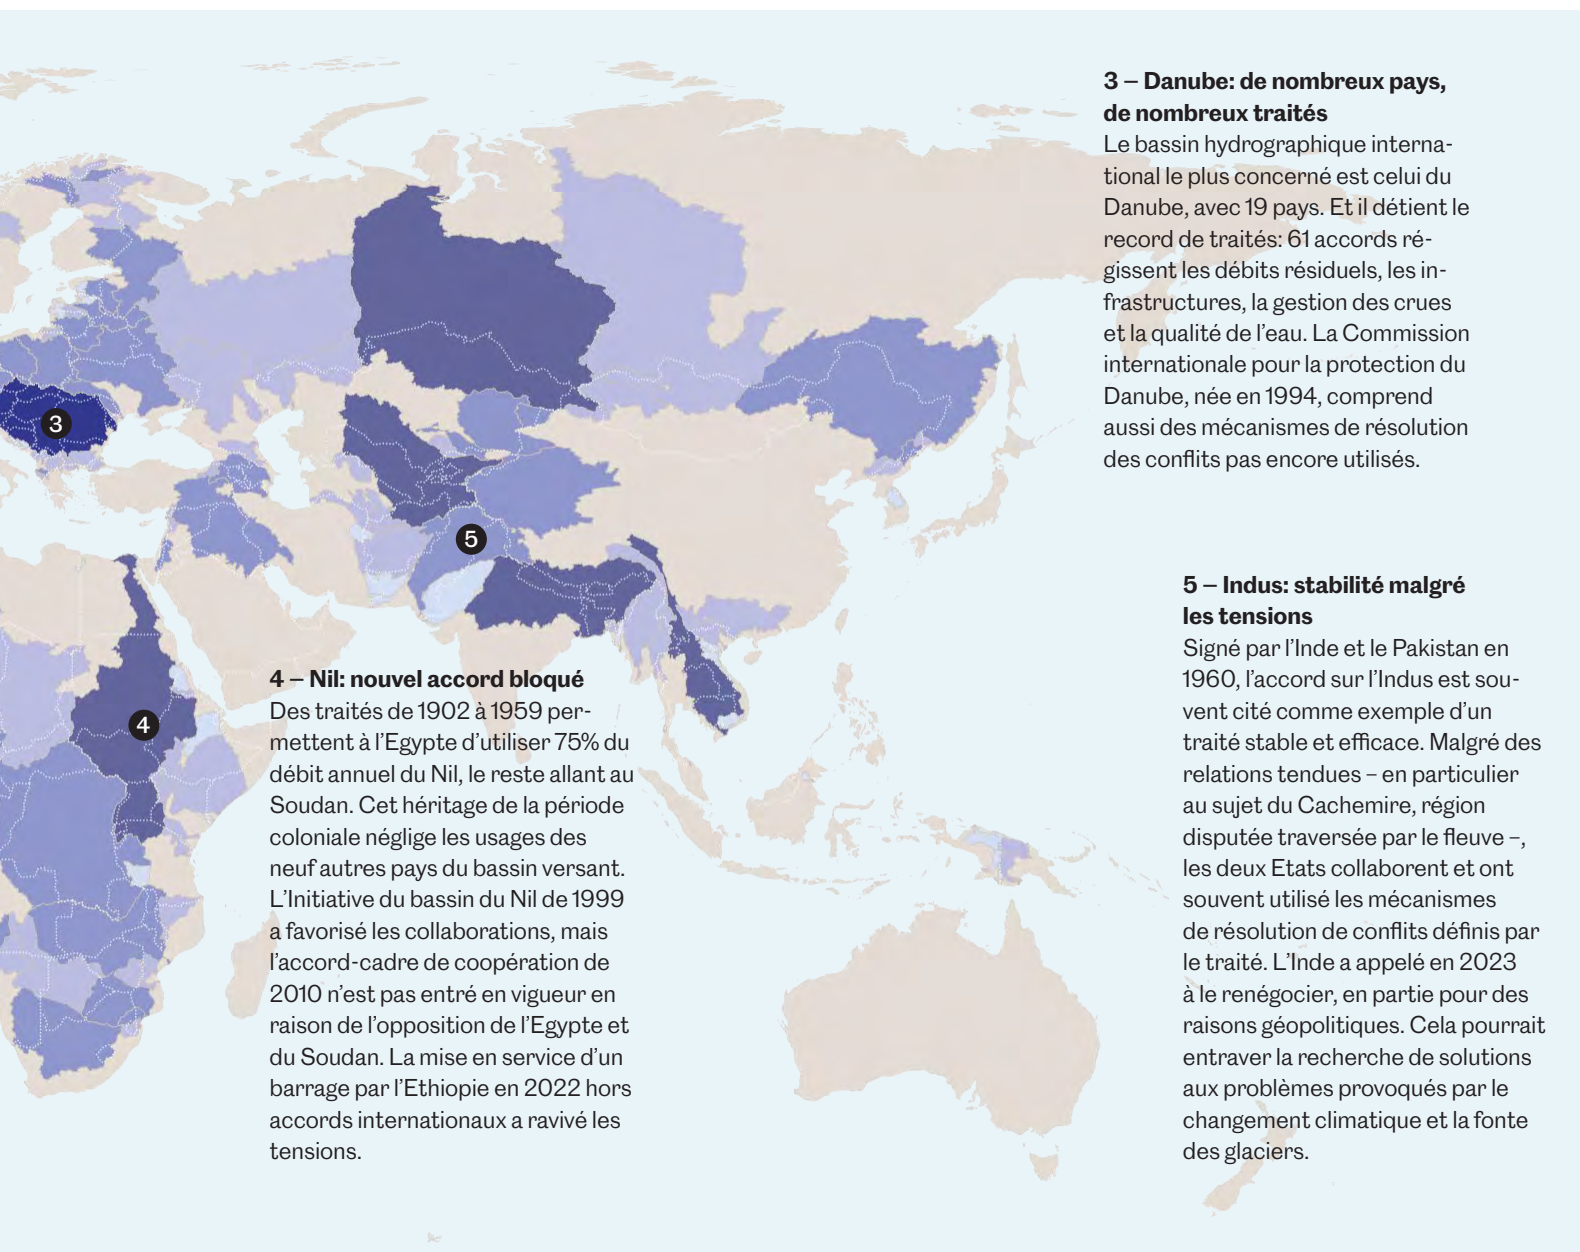 3 – Danube: de nombreux pays,
de nombreux traités
Le bassin hydrographique interna-
tional le plus concerné est celui du
Danube, avec 19 pays. Et il détient le
record de traités: 61 accords ré-
gissent les débits résiduels, les in-
frastructures, la gestion des crues
et la qualité de l’eau. La Commission
internationale pour la protection du
Danube, née en 1994, comprend
aussi des mécanismes de résolution
des conflits pas encore utilisés.
3
5
4
4 – Nil: nouvel accord bloqué
Des traités de 1902 à 1959 per-
mettent à l’Egypte d’utiliser 75% du
débit annuel du Nil, le reste allant au
Soudan. Cet héritage de la période
coloniale néglige les usages des
neuf autres pays du bassin versant.
L’Initiative du bassin du Nil de 1999
a favorisé les collaborations, mais
l’accord-cadre de coopération de
2010 n’est pas entré en vigueur en
raison de l’opposition de l’Egypte et
du Soudan. La mise en service d’un
barrage par l’Ethiopie en 2022 hors
accords internationaux a ravivé les
tensions.
5 – Indus: stabilité malgré
les tensions
Signé par l’Inde et le Pakistan en
1960, l’accord sur l’Indus est sou-
vent cité comme exemple d’un
traité stable et efficace. Malgré des
relations tendues – en particulier
au sujet du Cachemire, région
disputée traversée par le fleuve –,
les deux Etats collaborent et ont
souvent utilisé les mécanismes
de résolution de conflits définis par
le traité. L’Inde a appelé en 2023
à le renégocier, en partie pour des
raisons géopolitiques. Cela pourrait
entraver la recherche de solutions
aux problèmes provoqués par le
changement climatique et la fonte
des glaciers.